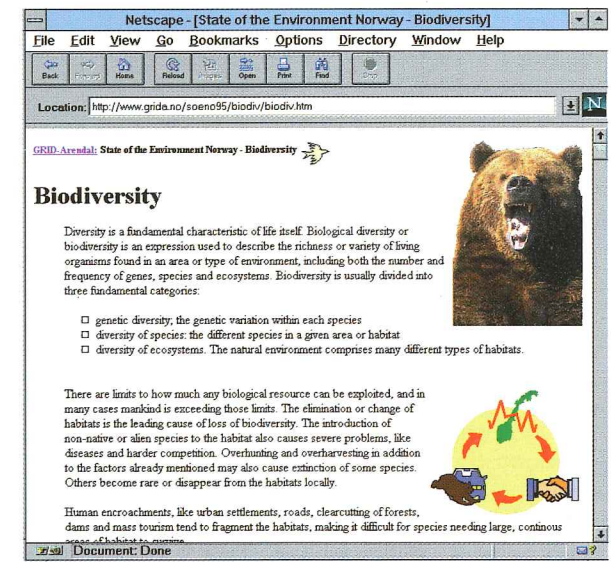 Netscape - [State of the Environment Norway - Biodiversity]
File Edit View Go Bookmarks Options Directory Window Help
Back Forward Home Reload Images Open Print Find Stop
Location: http://www.grida.no/soeno95/biodiv/biodiv.htm
N
GRID-Arendal: State of the Environment Norway - Biodiversity
Biodiversity
Diversity is a fundamental characteristic of life itself. Biological diversity or
biodiversity is an expression used to describe the richness or variety of living
organisms found in an area or type of environment, including both the number and
frequency of genes, species and ecosystems. Biodiversity is usually divided into
three fundamental categories:
genetic diversity; the genetic variation within each species
diversity of species: the different species in a given area or habitat
diversity of ecosystems. The natural environment comprises many different types of habitats.
There are limits to how much any biological resource can be exploited, and in
many cases mankind is exceeding those limits. The elimination or change of
habitats is the leading cause of loss of biodiversity. The introduction of
non-native or alien species to the habitat also causes severe problems, like
diseases and harder competition. Overhunting and overharvesting in addition
to the factors already mentioned may also cause extinction of some species.
Others become rare or disappear from the habitats locally.
Human encroachments, like urban settlements, roads, clearcutting of forests,
dams and mass tourism tend to fragment the habitats, making it difficult for species needing large, continous
areas of habitat to survive.
Document: Done